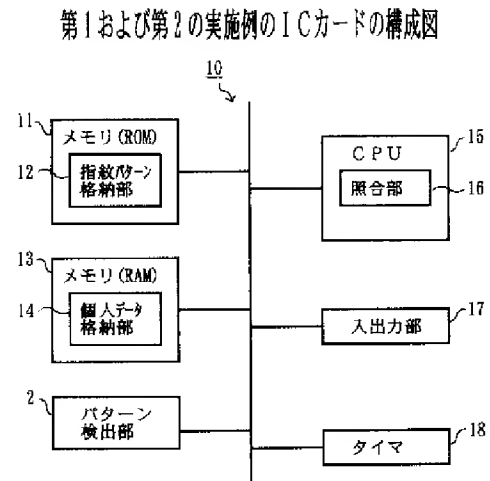 第1および第2の実施例のICカードの構成図
10
11
メモリ(ROM)
12
指紋パターン
格納部
13
メモリ(RAM)
14
個人データ
格納部
2
パターン
検出部
15
CPU
照合部
16
入出力部
17
タイマ
18